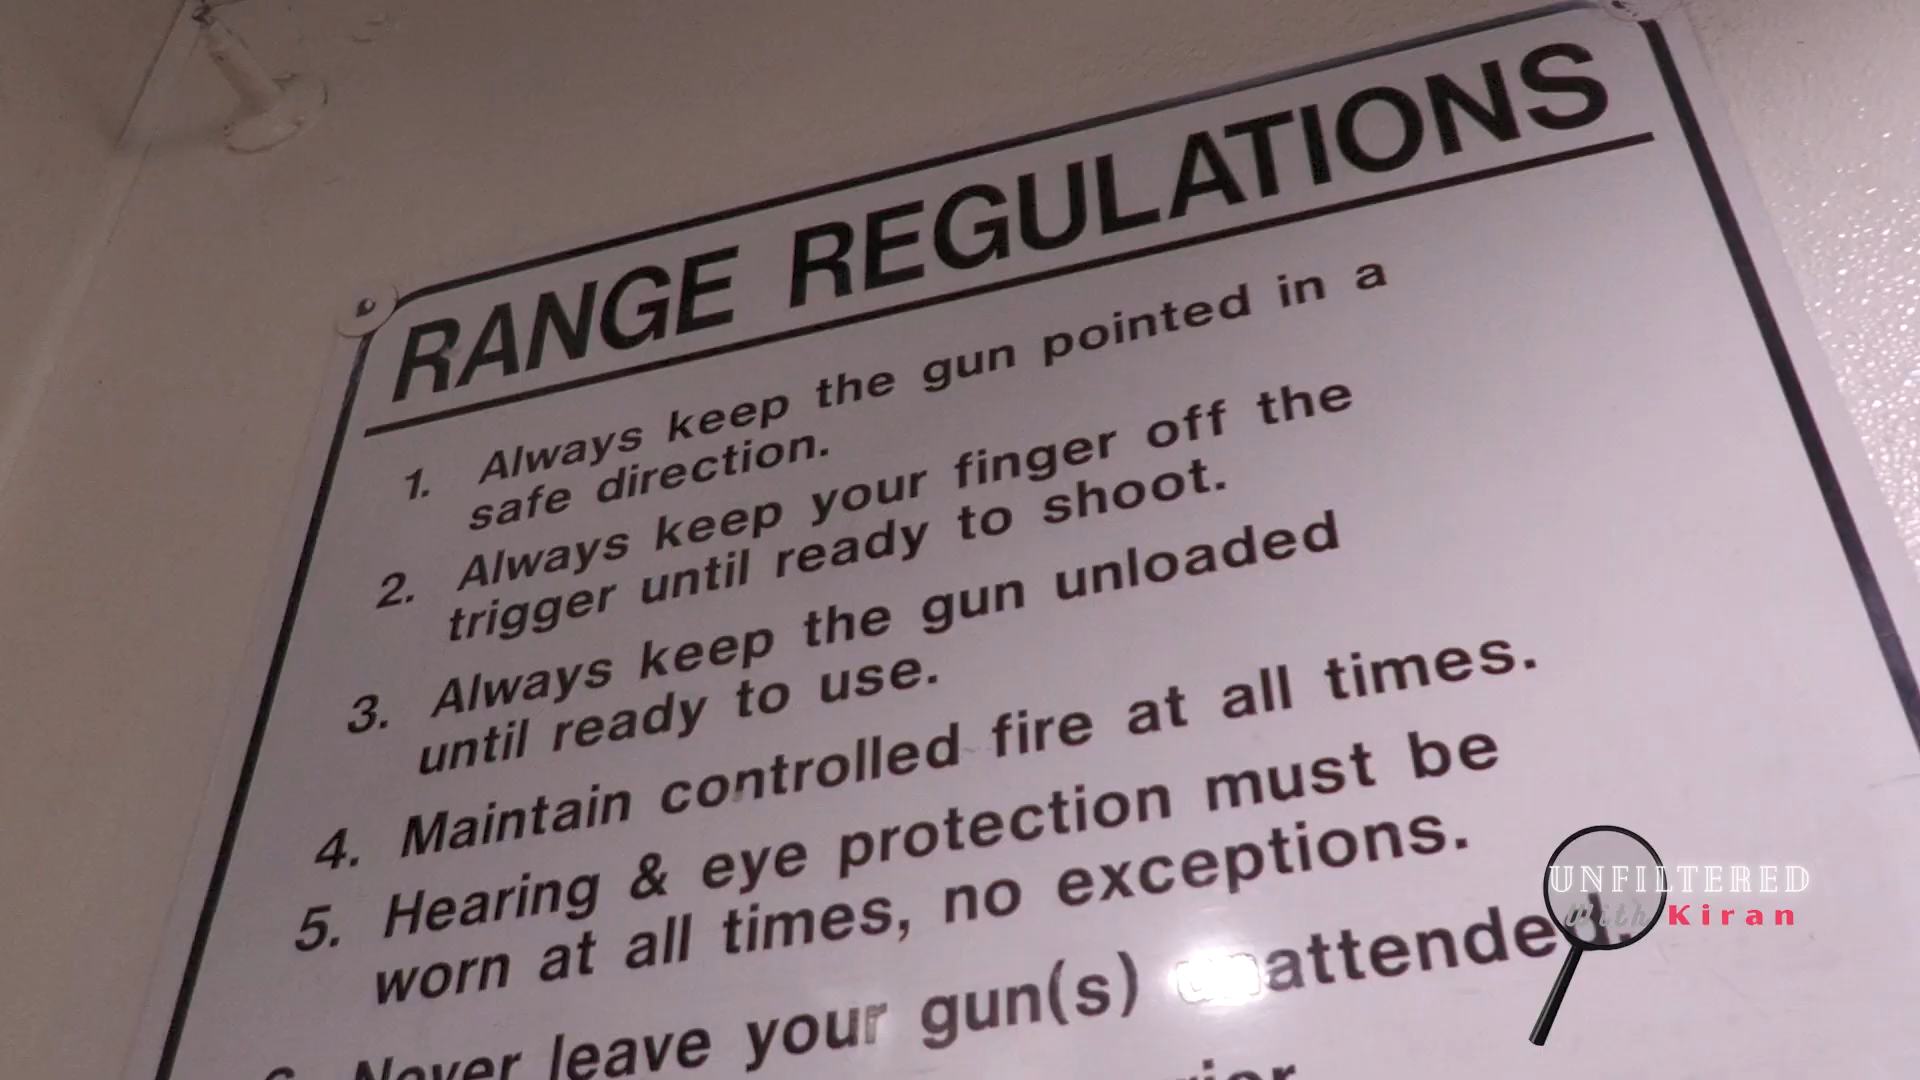 RANGE REGULATIONS
1. Always keep the gun pointed in a
safe direction.
2. Always keep your finger off the
trigger until ready to shoot.
3. Always keep the gun unloaded
until ready to use.
4. Maintain controlled fire at all times.
5. Hearing & eye protection must be
worn at all times, no exceptions.
6. Never leave your gun(s) unattended.
UNFILTERED
With Kiran